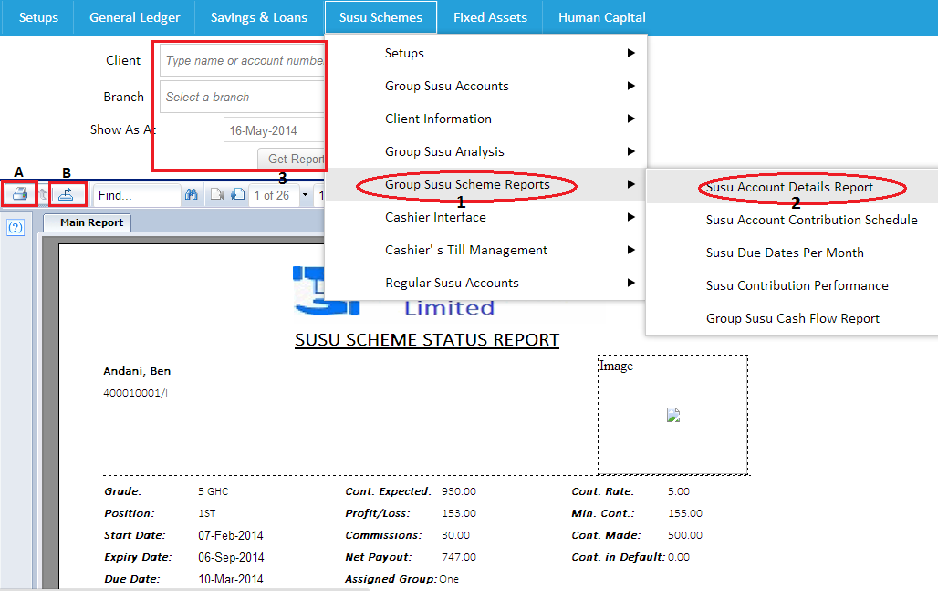 Setups General Ledger Savings & Loans Susu Schemes Fixed Assets Human Capital
Client Type name or account numbe
Branch Select a branch
Show As At 16-May-2014
Get Report
3
A B
Find... 1 of 26 1
Main Report
Setups
Group Susu Accounts
Client Information
Group Susu Analysis
Group Susu Scheme Reports
1
Cashier Interface
Cashier's Till Management
Regular Susu Accounts
Susu Account Details Report
2
Susu Account Contribution Schedule
Susu Due Dates Per Month
Susu Contribution Performance
Group Susu Cash Flow Report
Limited
SUSU SCHEME STATUS REPORT
Andani, Ben
400010001/I
Image
Grade: 5 GHC Cont. Expected: 930.00 Cont. Rate: 5.00
Position: 1ST Profit/Loss: 153.00 Min. Cont.: 155.00
Start Date: 07-Feb-2014 Commissions: 30.00 Cont. Made: 500.00
Expiry Date: 06-Sep-2014 Net Payout: 747.00 Cont. in Default: 0.00
Due Date: 10-Mar-2014 Assigned Group: One